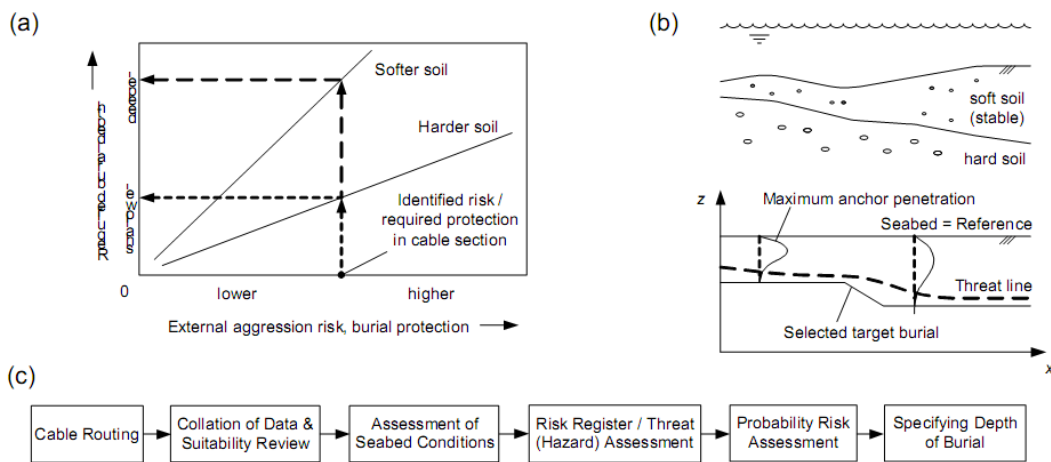 (a)
Softer soil
Harder soil
Identified risk /
required protection
in cable section
0
lower
higher
External aggression risk, burial protection
(b)
soft soil
(stable)
hard soil
z
Maximum anchor penetration
Seabed = Reference
Threat line
Selected target burial
x
(c)
Cable Routing
Collation of Data &
Suitability Review
Assessment of
Seabed Conditions
Risk Register / Threat
(Hazard) Assessment
Probability Risk
Assessment
Specifying Depth
of Burial